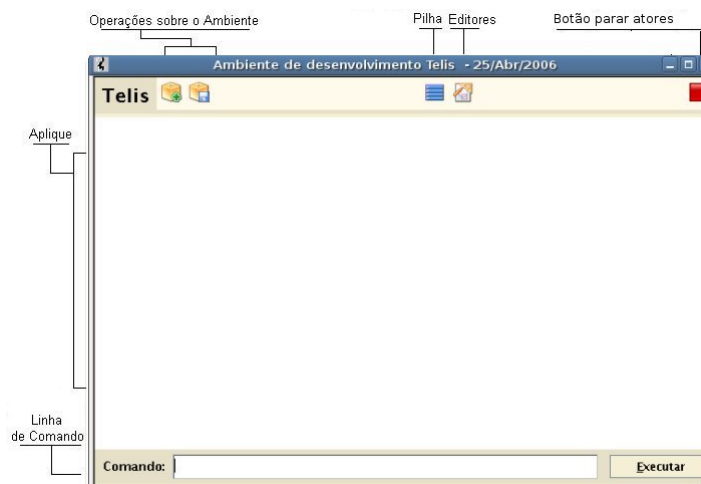 Operações sobre o Ambiente
Pilha
Editores
Botão parar atores
Ambiente de desenvolvimento Telis - 25/Abr/2006
Telis
Aplique
Linha
de Comando
Comando:
Executar